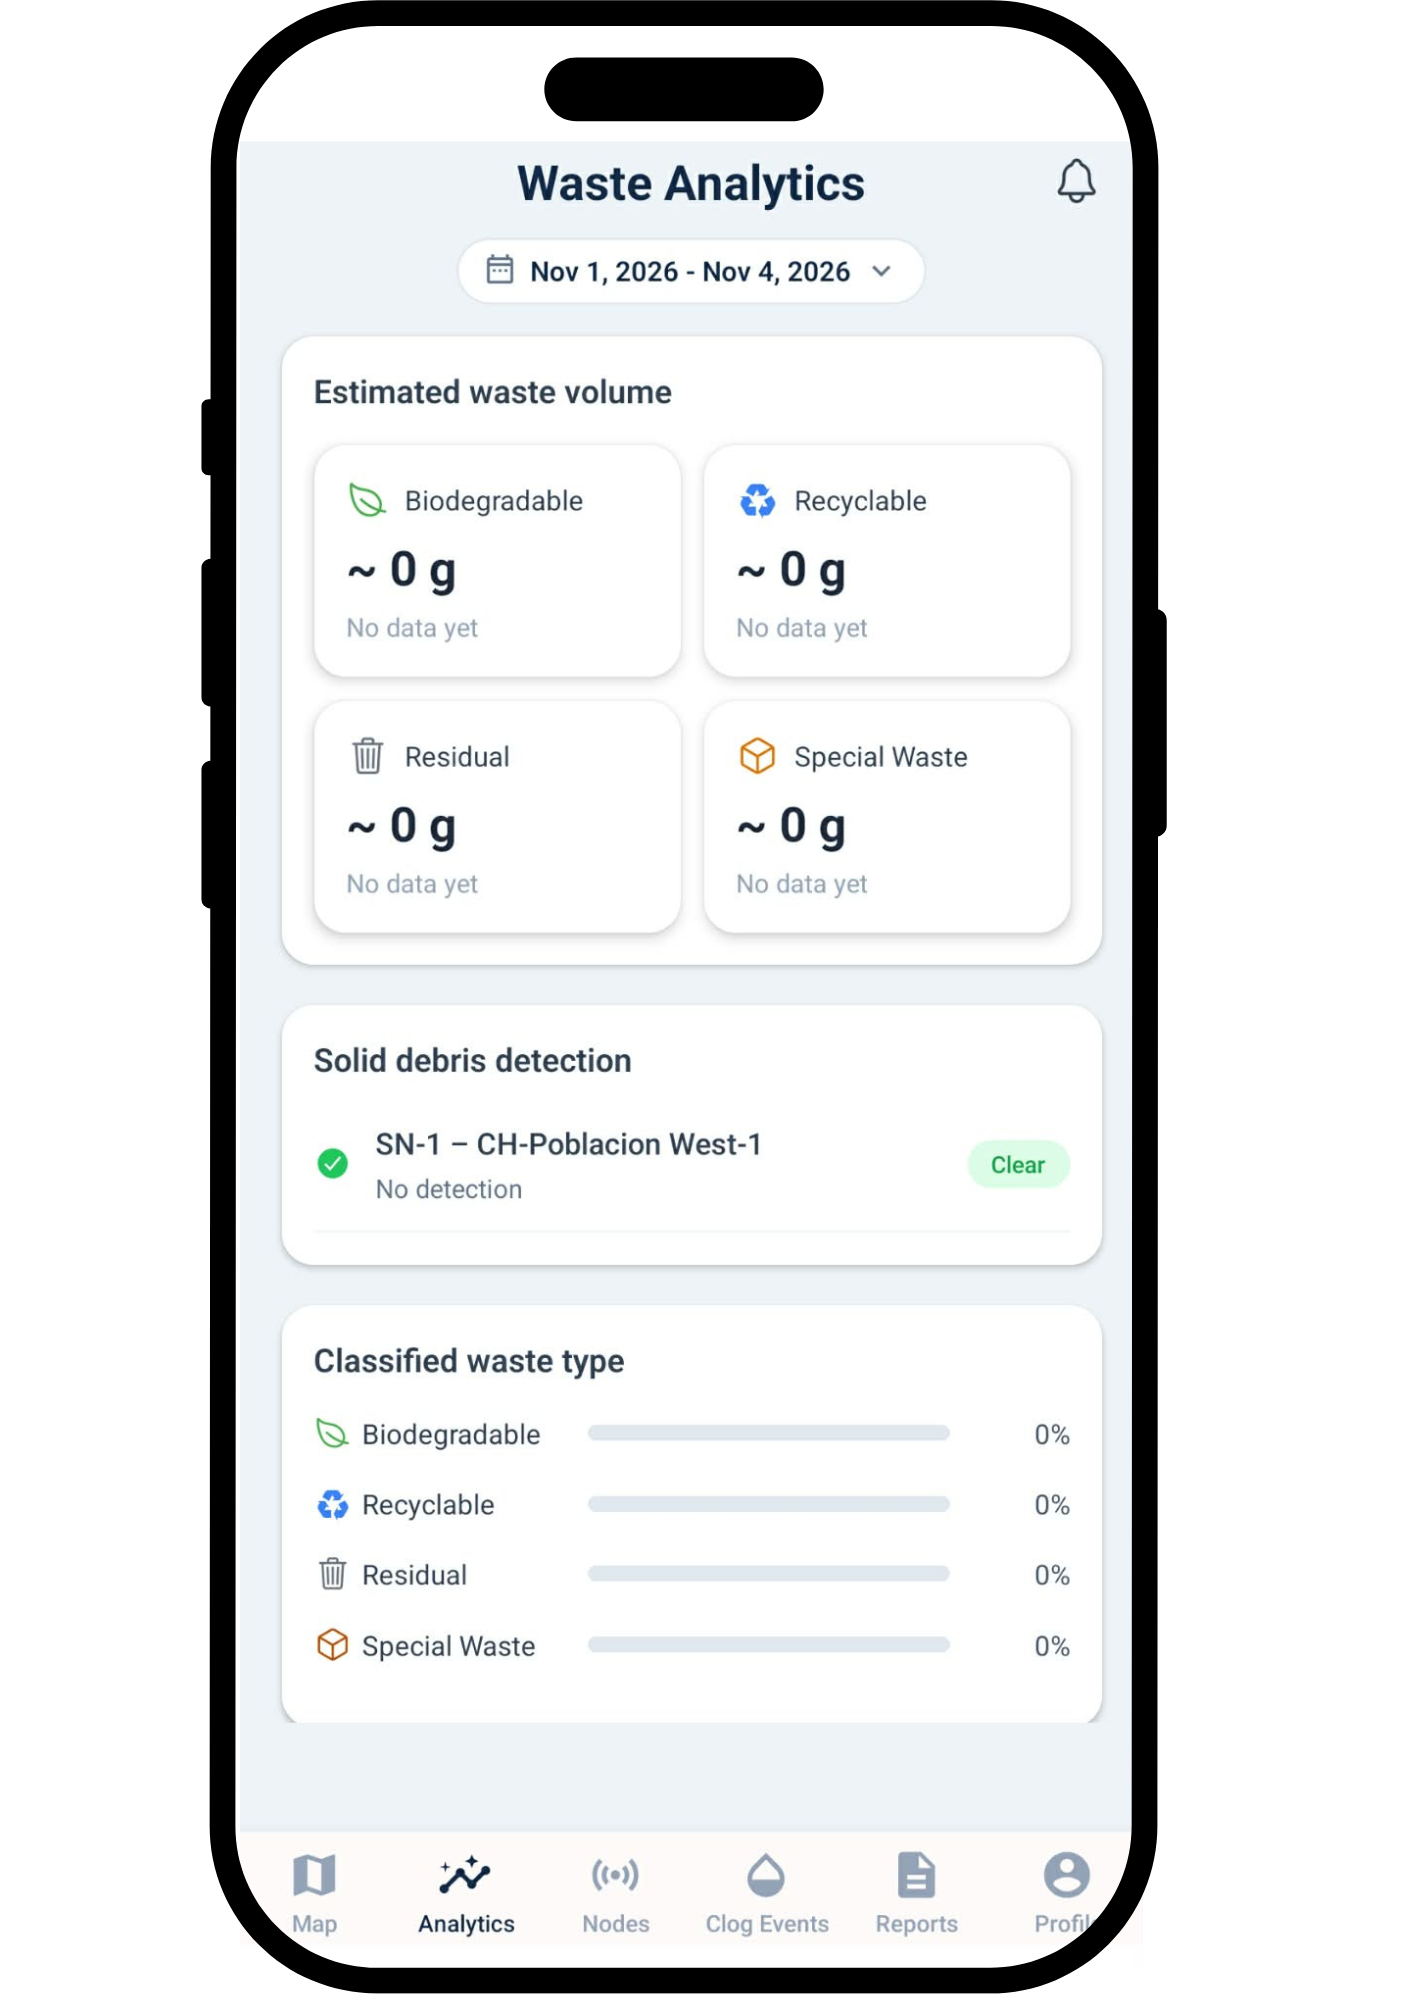 Waste Analytics
Nov 1, 2026 - Nov 4, 2026
Estimated waste volume
Biodegradable
~ 0 g
No data yet
Recyclable
~ 0 g
No data yet
Residual
~ 0 g
No data yet
Special Waste
~ 0 g
No data yet
Solid debris detection
SN-1 – CH-Poblacion West-1
No detection
Clear
Classified waste type
Biodegradable 0%
Recyclable 0%
Residual 0%
Special Waste 0%
Map Analytics Nodes Clog Events Reports Profil